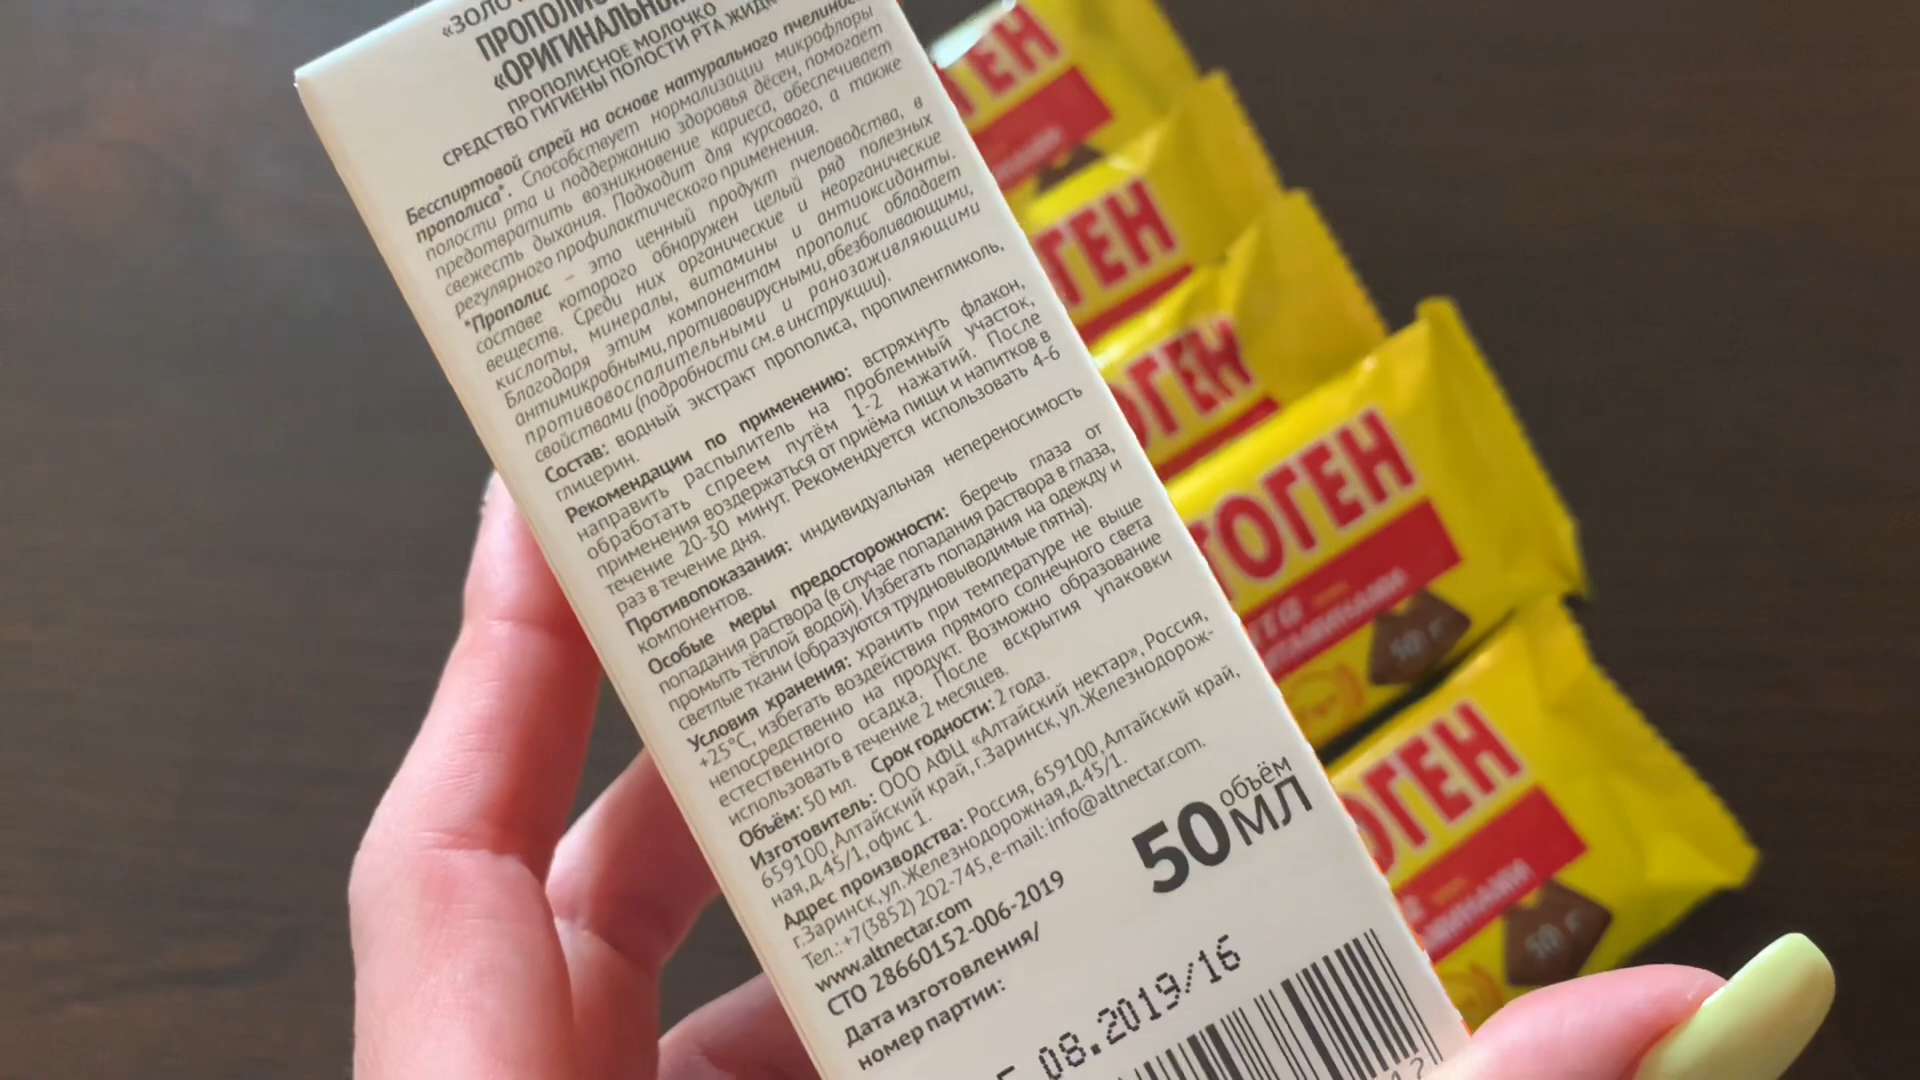 ПРОПОЛИС
«ОРИГИНАЛЬНЫЙ
ПРОПОЛИСНОЕ МОЛОЧКО
СРЕДСТВО ГИГИЕНЫ ПОЛОСТИ РТА
Бесспиртовой спрей на основе натурального пчелиного
прополиса*. Способствует нормализации микрофлоры
полости рта и поддержанию здоровья дёсен, помогает
предотвратить возникновение кариеса, обеспечивает
свежесть дыхания. Подходит для курсового, а также
регулярного профилактического применения.
*Прополис – это ценный продукт пчеловодства, в
составе которого обнаружен целый ряд полезных
веществ. Среди них органические и неорганические
кислоты, минералы, витамины и антиоксиданты.
Благодаря этим компонентам прополис обладает
антимикробными, противовирусными, обезболивающими,
противовоспалительными и ранозаживляющими
свойствами (подробности см. в инструкции).
Состав: водный экстракт прополиса, пропиленгликоль,
глицерин.
Рекомендации по применению: встряхнуть флакон,
направить распылитель на проблемный участок,
обработать спреем путём 1-2 нажатий. После
применения воздержаться от приёма пищи и напитков в
течение 20-30 минут. Рекомендуется использовать 4-6
раз в течение дня.
Противопоказания: индивидуальная непереносимость
компонентов.
Особые меры предосторожности: беречь глаза от
попадания раствора (в случае попадания раствора в глаза,
промыть тёплой водой). Избегать попадания на одежду и
светлые ткани (образуются трудновыводимые пятна).
Условия хранения: хранить при температуре не выше
+25°С, избегать воздействия прямого солнечного света
непосредственно на продукт. Возможно образование
естественного осадка. После вскрытия упаковки
использовать в течение 2 месяцев.
Объём: 50 мл. Срок годности: 2 года.
Изготовитель: ООО АФЦ «Алтайский нектар», Россия,
659100, Алтайский край, г. Заринск, ул. Железнодорож-
ная, д. 45/1, офис 1.
Адрес производства: Россия, 659100, Алтайский край,
г. Заринск, ул. Железнодорожная, д. 45/1.
Тел.: +7(3852) 202-745, e-mail: info@altnectar.com.
www.altnectar.com
СТО 28660152-006-2019
Дата изготовления/
номер партии:
объём
50 МЛ
08.2019/16
ТОГЕН
10 г
10 г